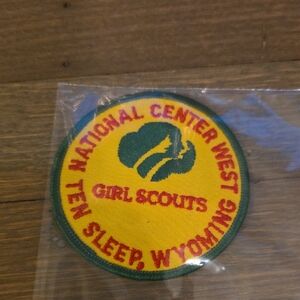 NATIONAL CENTER WEST
GIRL SCOUTS
TEN SLEEP, WYOMING